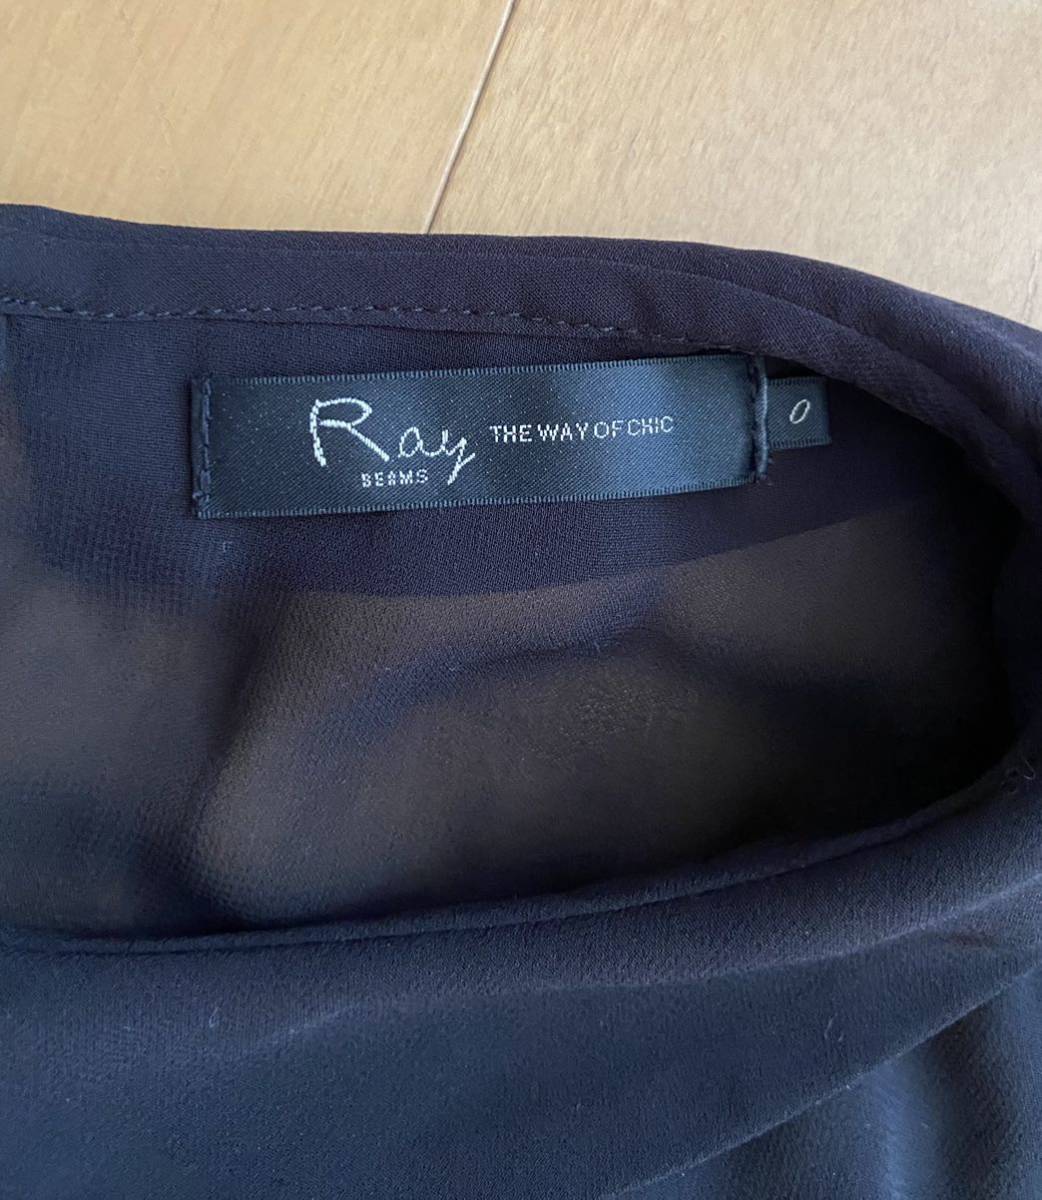 Ray
BEAMS
THE WAY OF CHIC
0